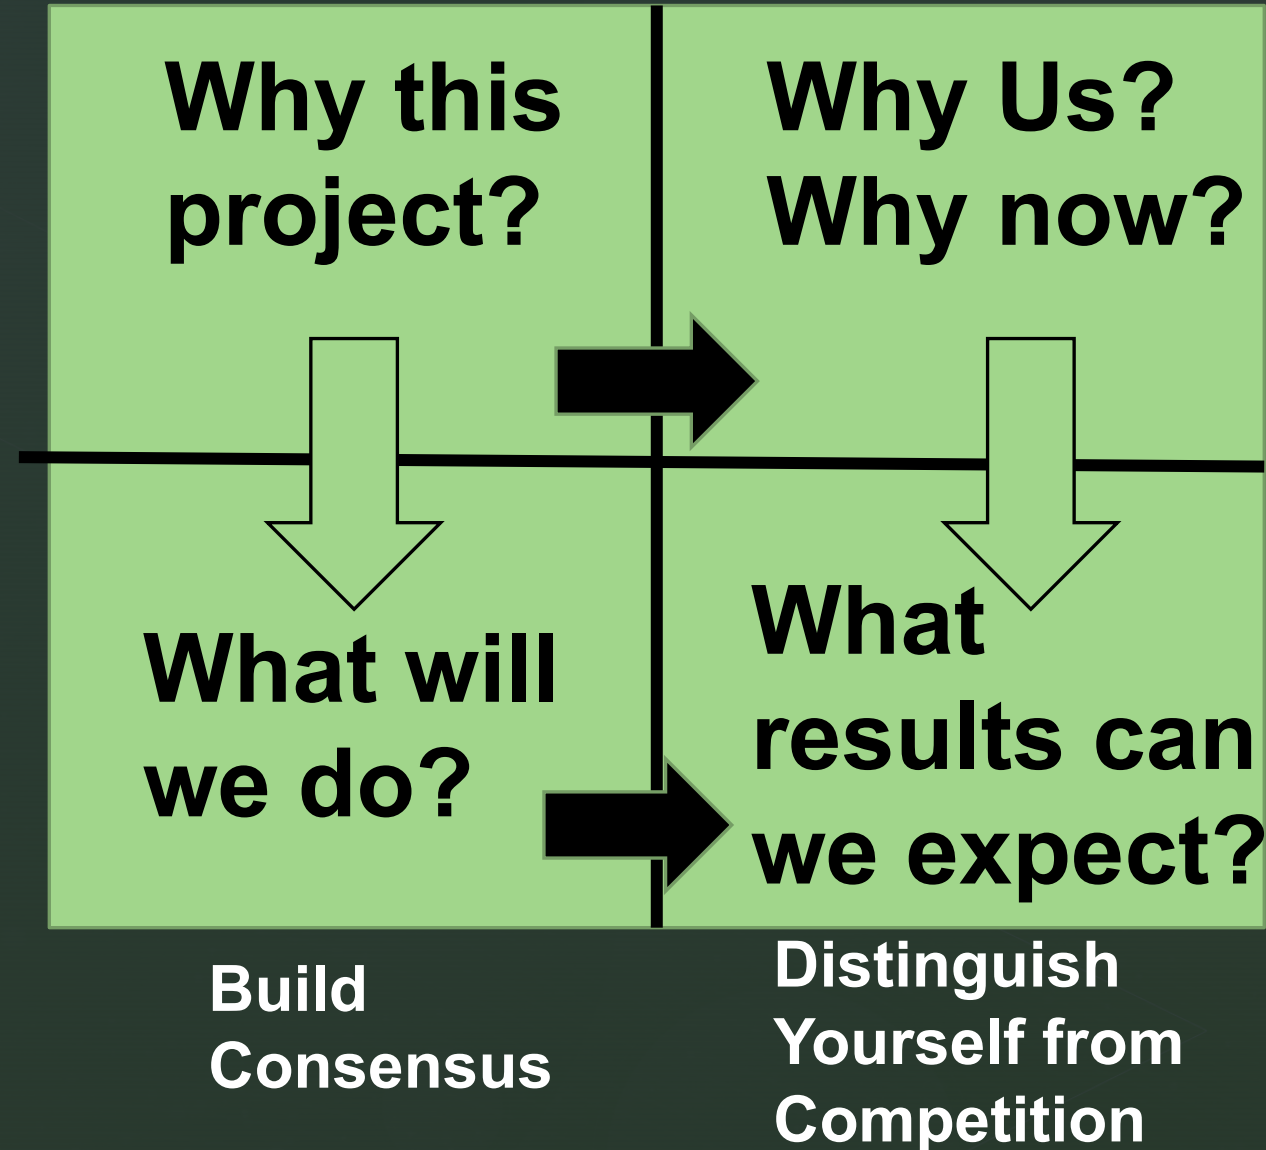 Why this
project?
Why Us?
Why now?
What will
we do?
What
results can
we expect?
Build
Consensus
Distinguish
Yourself from
Competition